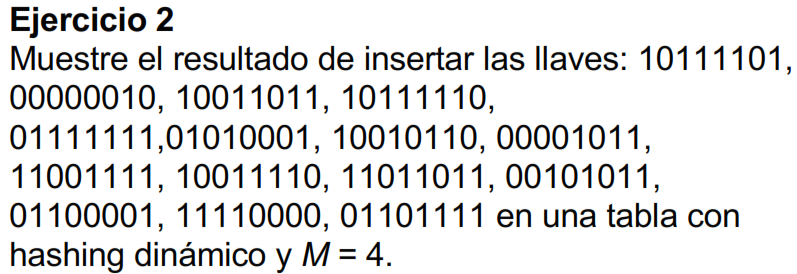 Ejercicio 2
Muestre el resultado de insertar las llaves: 10111101,
00000010, 10011011, 10111110,
01111111,01010001, 10010110, 00001011,
11001111, 10011110, 11011011, 00101011,
01100001, 11110000, 01101111 en una tabla con
hashing dinámico y M = 4.